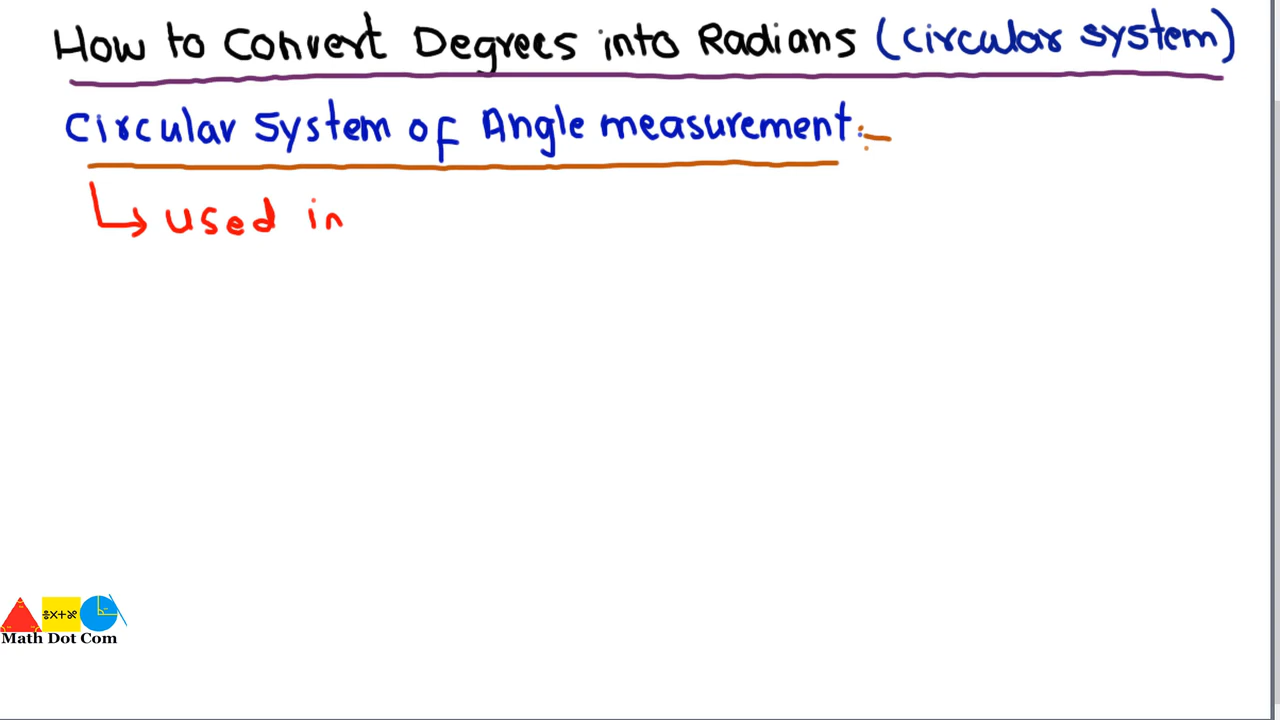 How to Convert Degrees into Radians (circular system)
Circular System of Angle measurement :-
↳ used in
÷x+
Math Dot Com